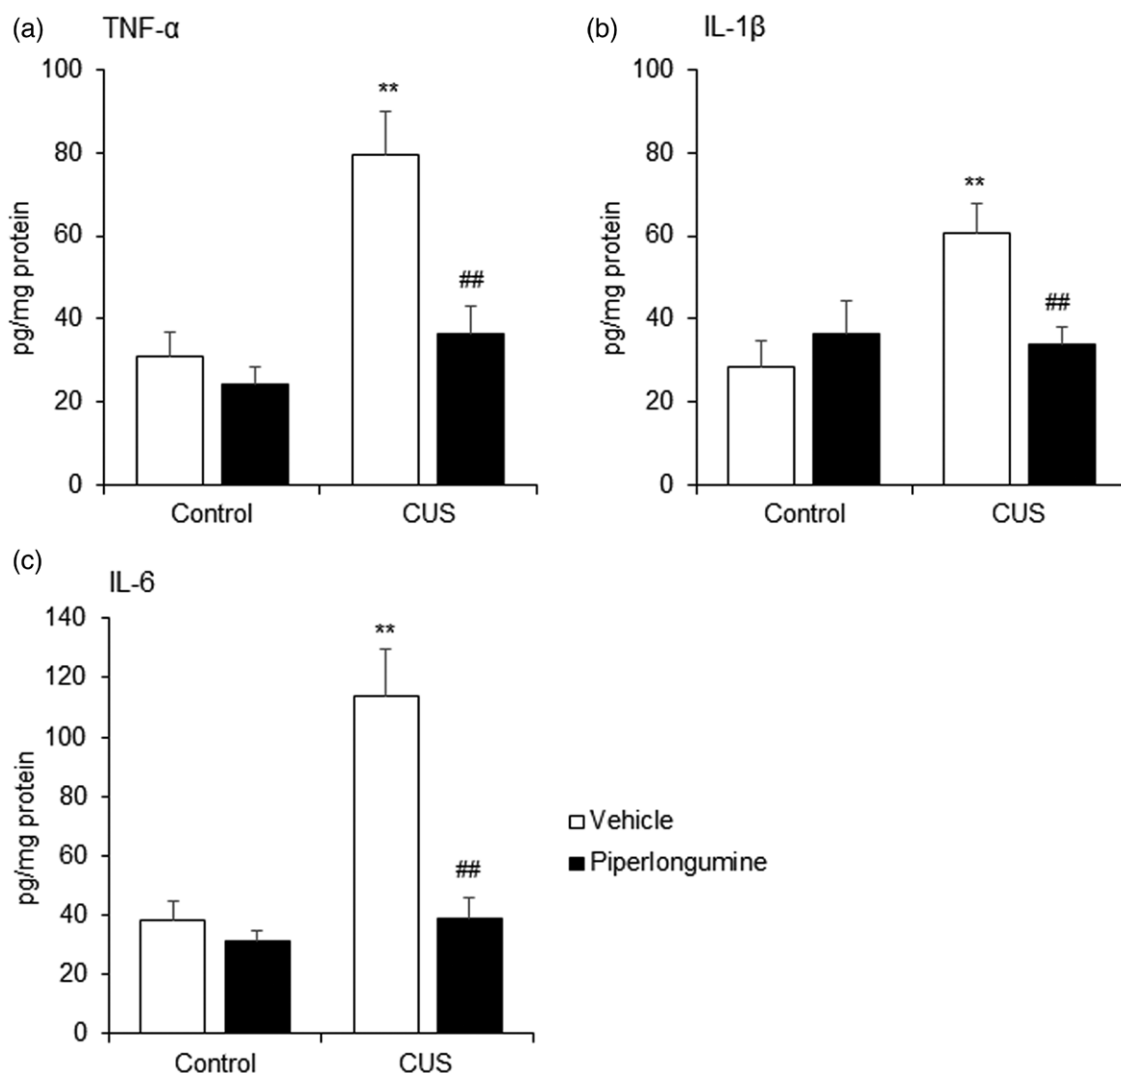 (a) TNF-α
100
80
60
40
20
0
pg/mg protein
**
##
Control CUS
(b) IL-1β
100
80
60
40
20
0
pg/mg protein
**
##
Control CUS
(c) IL-6
140
120
100
80
60
40
20
0
pg/mg protein
**
##
Control CUS
Vehicle
Piperlongumine